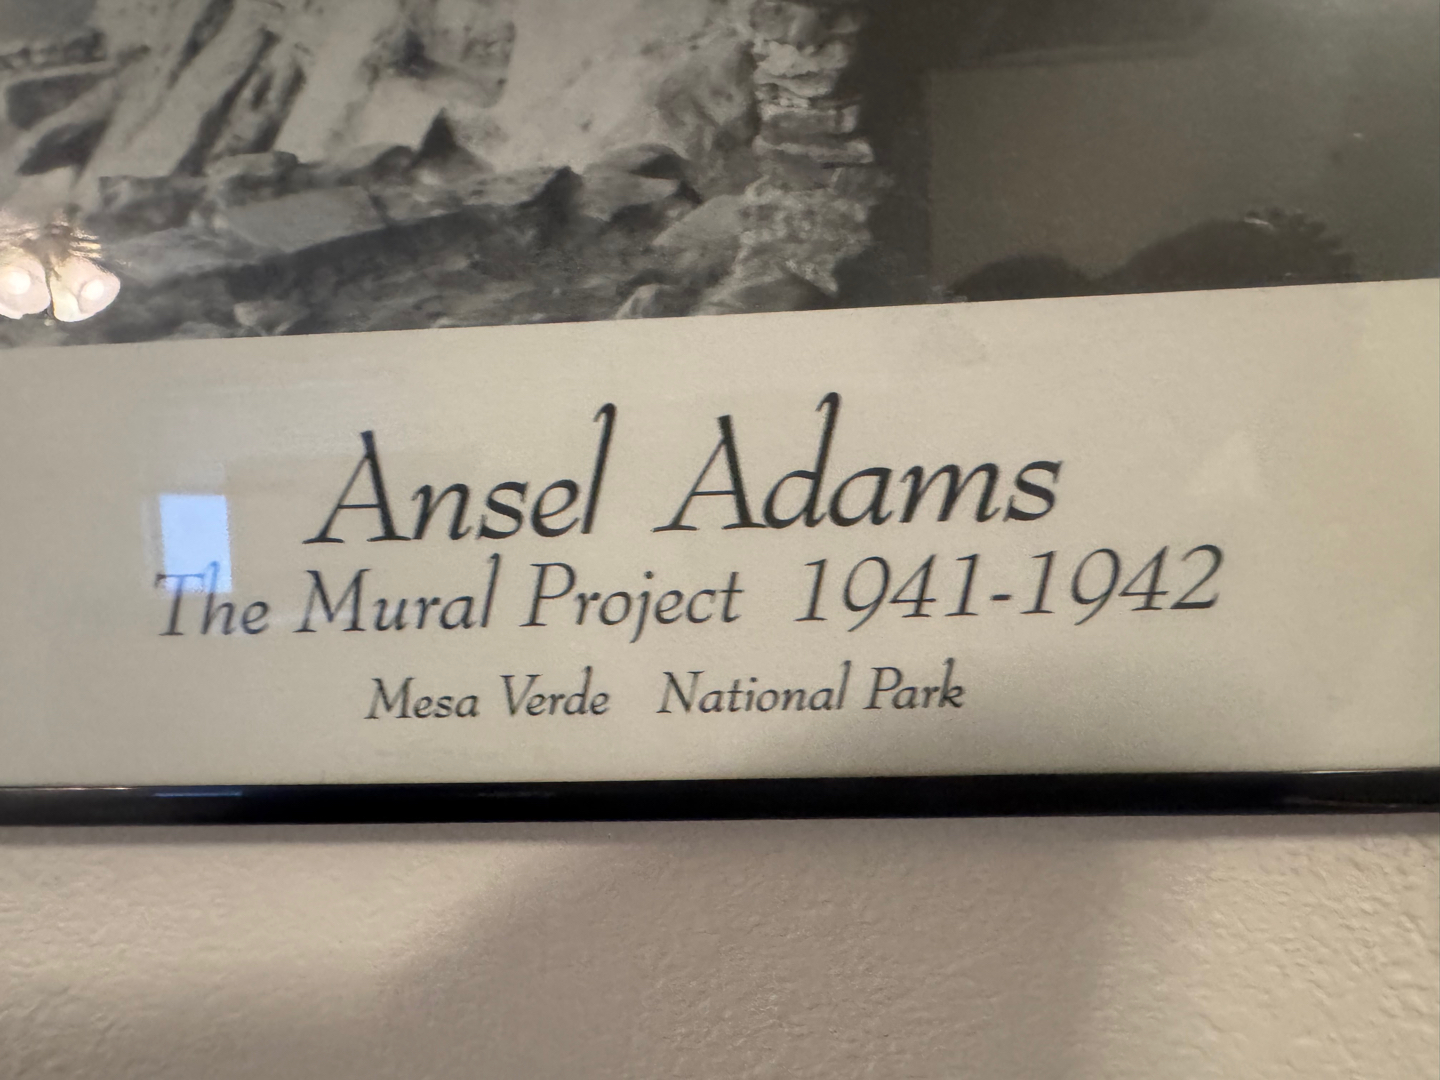 Ansel Adams
The Mural Project 1941-1942
Mesa Verde National Park